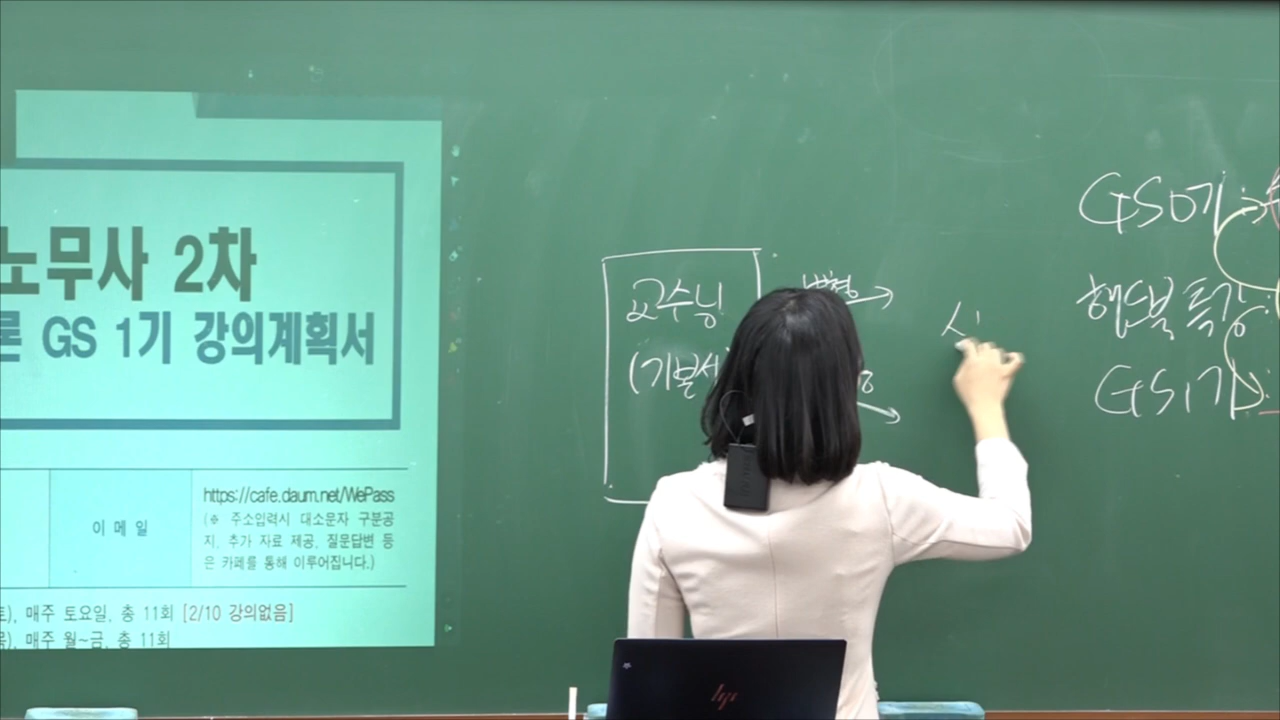 노무사 2차
론 GS 1기 강의계획서
이 메 일
https://cafe.daum.net/WePass
(※ 주소입력시 대소문자 구분공
지, 추가 자료 제공, 질문답변 등
은 카페를 통해 이루어집니다.)
토), 매주 토요일, 총 11회 [2/10 강의없음]
목), 매주 월~금, 총 11회
교수님
(기본서
GS0기
행보특강
GS1기
hp